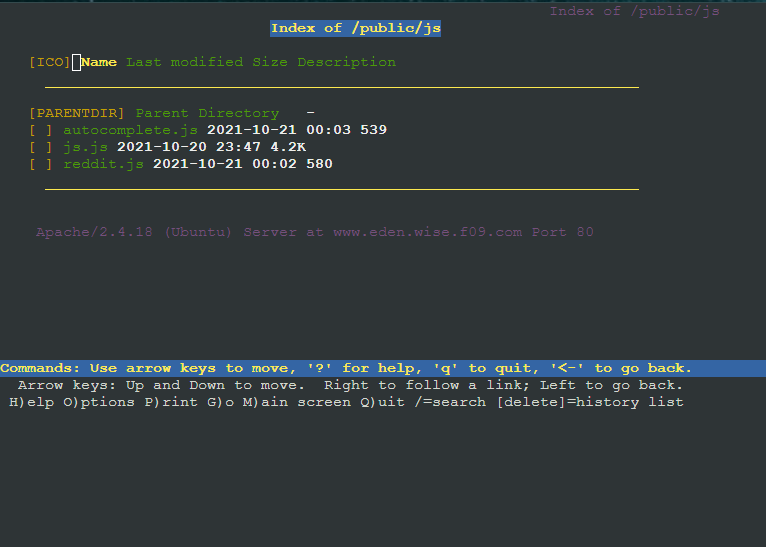 Index of /public/js
Index of /public/js
[ICO] Name Last modified Size Description
[PARENTDIR] Parent Directory   -
[ ] autocomplete.js 2021-10-21 00:03 539
[ ] js.js 2021-10-20 23:47 4.2K
[ ] reddit.js 2021-10-21 00:02 580
Apache/2.4.18 (Ubuntu) Server at www.eden.wise.f09.com Port 80
Commands: Use arrow keys to move, '?' for help, 'q' to quit, '<-' to go back.
Arrow keys: Up and Down to move.  Right to follow a link; Left to go back.
H)elp O)ptions P)rint G)o M)ain screen Q)uit /=search [delete]=history list